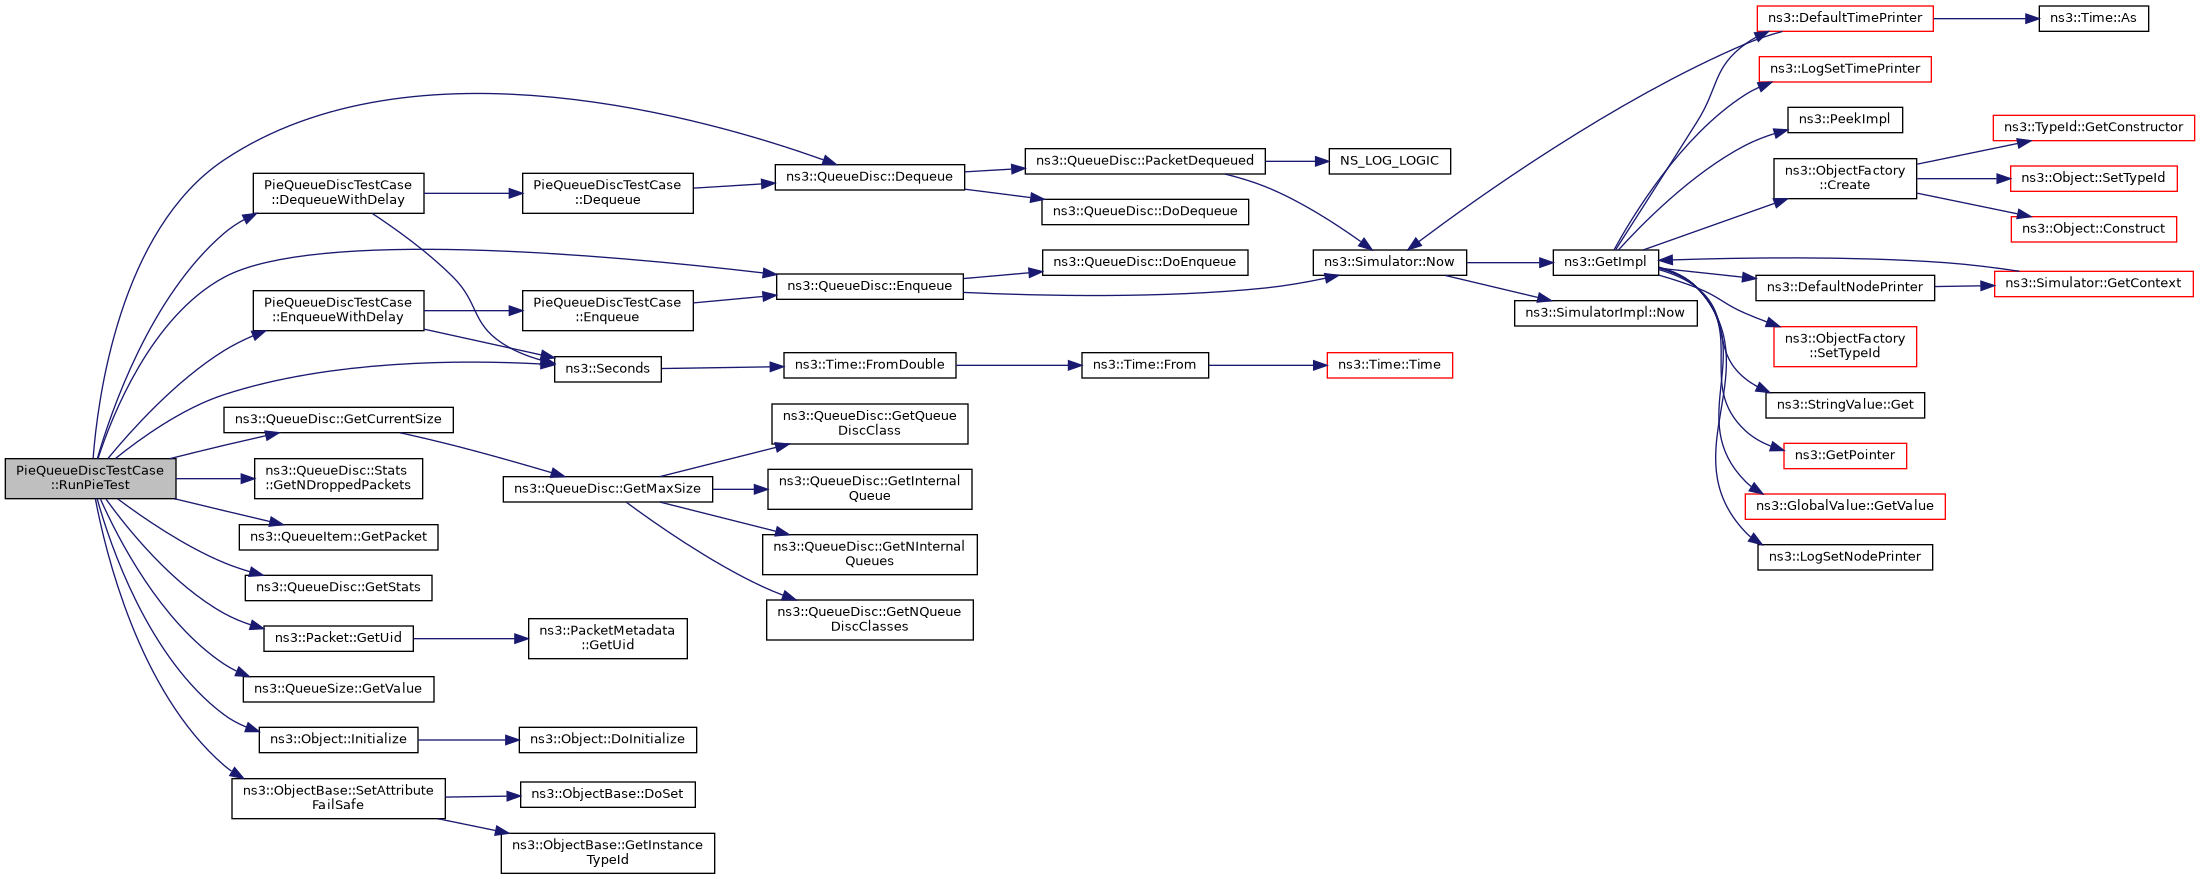 PieQueueDiscTestCase
::RunPieTest
PieQueueDiscTestCase
::DequeueWithDelay
PieQueueDiscTestCase
::EnqueueWithDelay
ns3::QueueDisc::GetCurrentSize
ns3::QueueDisc::Stats
::GetNDroppedPackets
ns3::QueueItem::GetPacket
ns3::QueueDisc::GetStats
ns3::Packet::GetUid
ns3::QueueSize::GetValue
ns3::Object::Initialize
ns3::ObjectBase::SetAttribute
FailSafe
PieQueueDiscTestCase
::Dequeue
PieQueueDiscTestCase
::Enqueue
ns3::Seconds
ns3::QueueDisc::GetMaxSize
ns3::PacketMetadata
::GetUid
ns3::Object::DoInitialize
ns3::ObjectBase::DoSet
ns3::ObjectBase::GetInstance
TypeId
ns3::QueueDisc::Dequeue
ns3::QueueDisc::Enqueue
ns3::Time::FromDouble
ns3::QueueDisc::GetQueue
DiscClass
ns3::QueueDisc::GetInternal
Queue
ns3::QueueDisc::GetNInternal
Queues
ns3::QueueDisc::GetNQueue
DiscClasses
ns3::QueueDisc::PacketDequeued
ns3::QueueDisc::DoDequeue
ns3::QueueDisc::DoEnqueue
ns3::Time::From
NS_LOG_LOGIC
ns3::Simulator::Now
ns3::Time::Time
ns3::GetImpl
ns3::SimulatorImpl::Now
ns3::DefaultTimePrinter
ns3::LogSetTimePrinter
ns3::PeekImpl
ns3::ObjectFactory
::Create
ns3::DefaultNodePrinter
ns3::ObjectFactory
::SetTypeId
ns3::StringValue::Get
ns3::GetPointer
ns3::GlobalValue::GetValue
ns3::LogSetNodePrinter
ns3::Time::As
ns3::TypeId::GetConstructor
ns3::Object::SetTypeId
ns3::Object::Construct
ns3::Simulator::GetContext